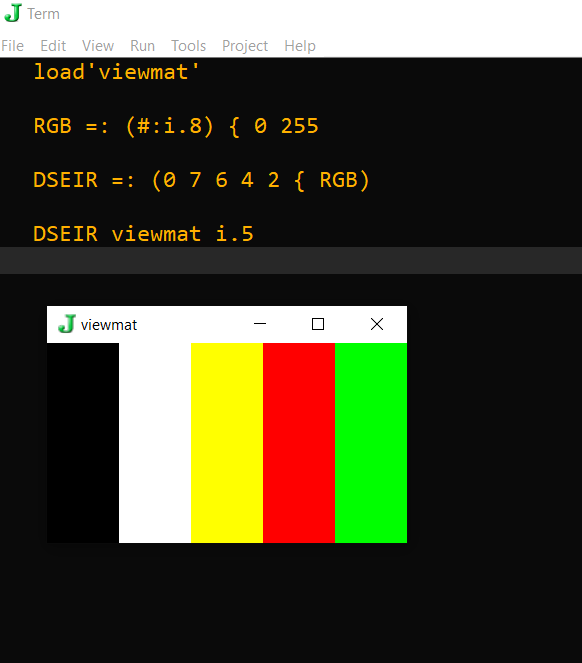 Term
File Edit View Run Tools Project Help
load'viewmat'
RGB =: (#:i.8) { 0 255
DSEIR =: (0 7 6 4 2 { RGB)
DSEIR viewmat i.5
viewmat